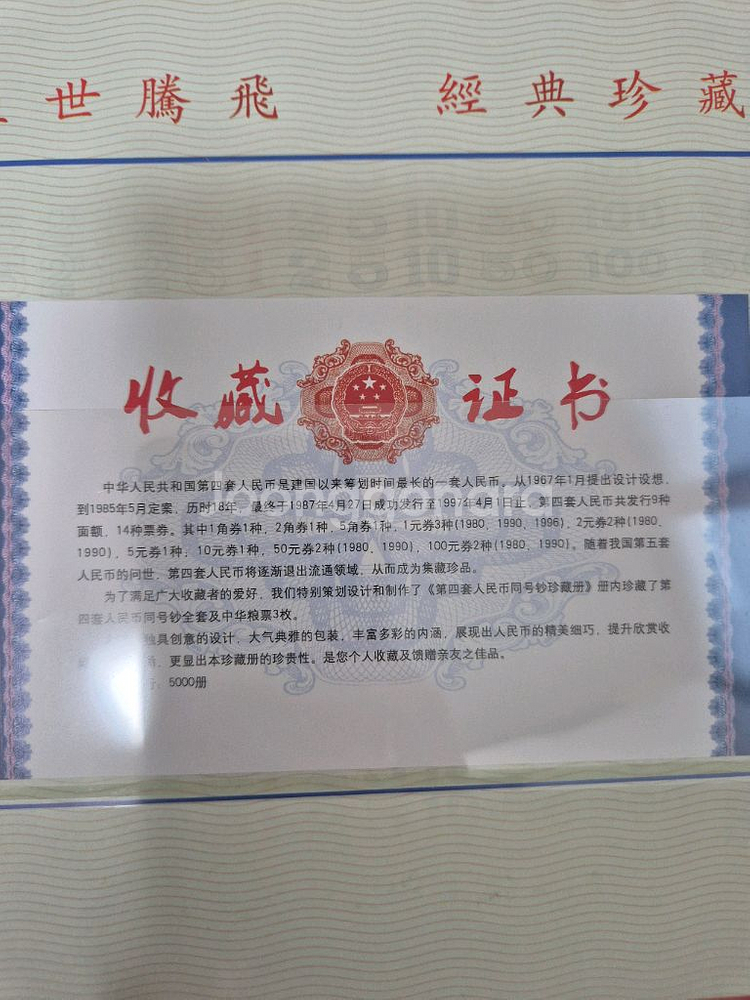 世騰飛 經典珍藏
1 2 5 10 50 100
收藏证书
中华人民共和国第四套人民币是建国以来筹划时间最长的一套人民币。从1967年1月提出设计设想,
到1985年5月定案，历时18年，最终于1987年4月27日成功发行至1997年4月1日止，第四套人民币共发行9种
面额，14种票券。其中1角券1种，2角券1种，5角券1种，1元券3种(1980，1990，1996)，2元券2种(1980、
1990)，5元券1种，10元券1种，50元券2种(1980，1990)，100元券2种(1980，1990)。随着我国第五套
人民币的问世，第四套人民币将逐渐退出流通领域，从而成为集藏珍品。
为了满足广大收藏者的爱好，我们特别策划设计和制作了《第四套人民币同号钞珍藏册》册内珍藏了第
四套人民币同号钞全套及中华粮票3枚。
独具创意的设计，大气典雅的包装，丰富多彩的内涵，展现出人民币的精美细巧，提升欣赏收
更显出本珍藏册的珍贵性。是您个人收藏及馈赠亲友之佳品。
5000册